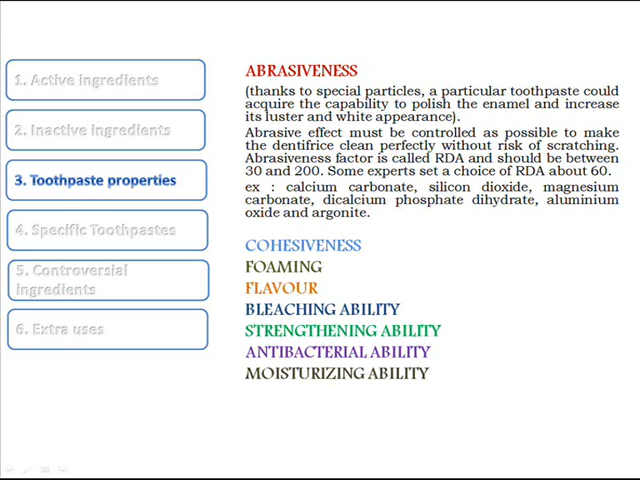 1. Active ingredients
2. Inactive ingredients
3. Toothpaste properties
4. Specific Toothpastes
5. Controversial
ingredients
6. Extra uses
ABRASIVENESS
(thanks to special particles, a particular toothpaste could
acquire the capability to polish the enamel and increase
its luster and white appearance).
Abrasive effect must be controlled as possible to make
the dentifrice clean perfectly without risk of scratching.
Abrasiveness factor is called RDA and should be between
30 and 200. Some experts set a choice of RDA about 60.
ex : calcium carbonate, silicon dioxide, magnesium
carbonate, dicalcium phosphate dihydrate, aluminium
oxide and argonite.
COHESIVENESS
FOAMING
FLAVOUR
BLEACHING ABILITY
STRENGTHENING ABILITY
ANTIBACTERIAL ABILITY
MOISTURIZING ABILITY